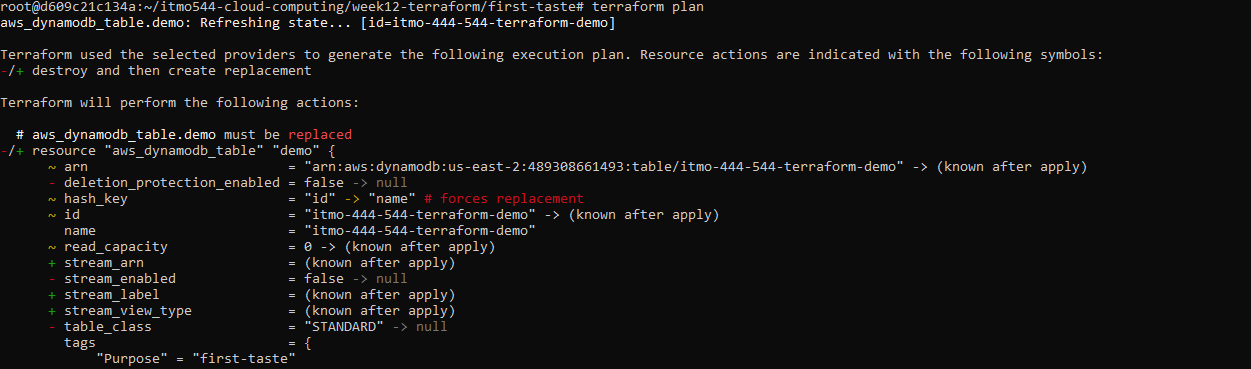 root@d609c21c134a:~/itmo544-cloud-computing/week12-terraform/first-taste# terraform plan
aws_dynamodb_table.demo: Refreshing state... [id=itmo-444-544-terraform-demo]
Terraform used the selected providers to generate the following execution plan. Resource actions are indicated with the following symbols:
-/+ destroy and then create replacement
Terraform will perform the following actions:
# aws_dynamodb_table.demo must be replaced
-/+ resource "aws_dynamodb_table" "demo" {
~ arn = "arn:aws:dynamodb:us-east-2:489308661493:table/itmo-444-544-terraform-demo" -> (known after apply)
- deletion_protection_enabled = false -> null
~ hash_key = "id" -> "name" # forces replacement
~ id = "itmo-444-544-terraform-demo" -> (known after apply)
name = "itmo-444-544-terraform-demo"
~ read_capacity = 0 -> (known after apply)
+ stream_arn = (known after apply)
- stream_enabled = false -> null
+ stream_label = (known after apply)
+ stream_view_type = (known after apply)
- table_class = "STANDARD" -> null
tags = {
"Purpose" = "first-taste"